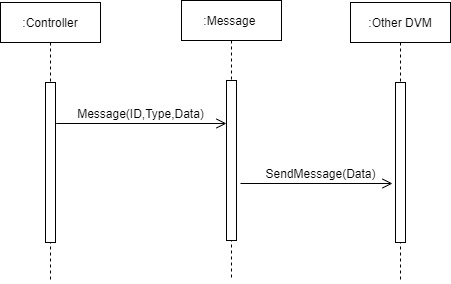 :Controller
:Message
:Other DVM
Message(ID,Type,Data)
SendMessage(Data)